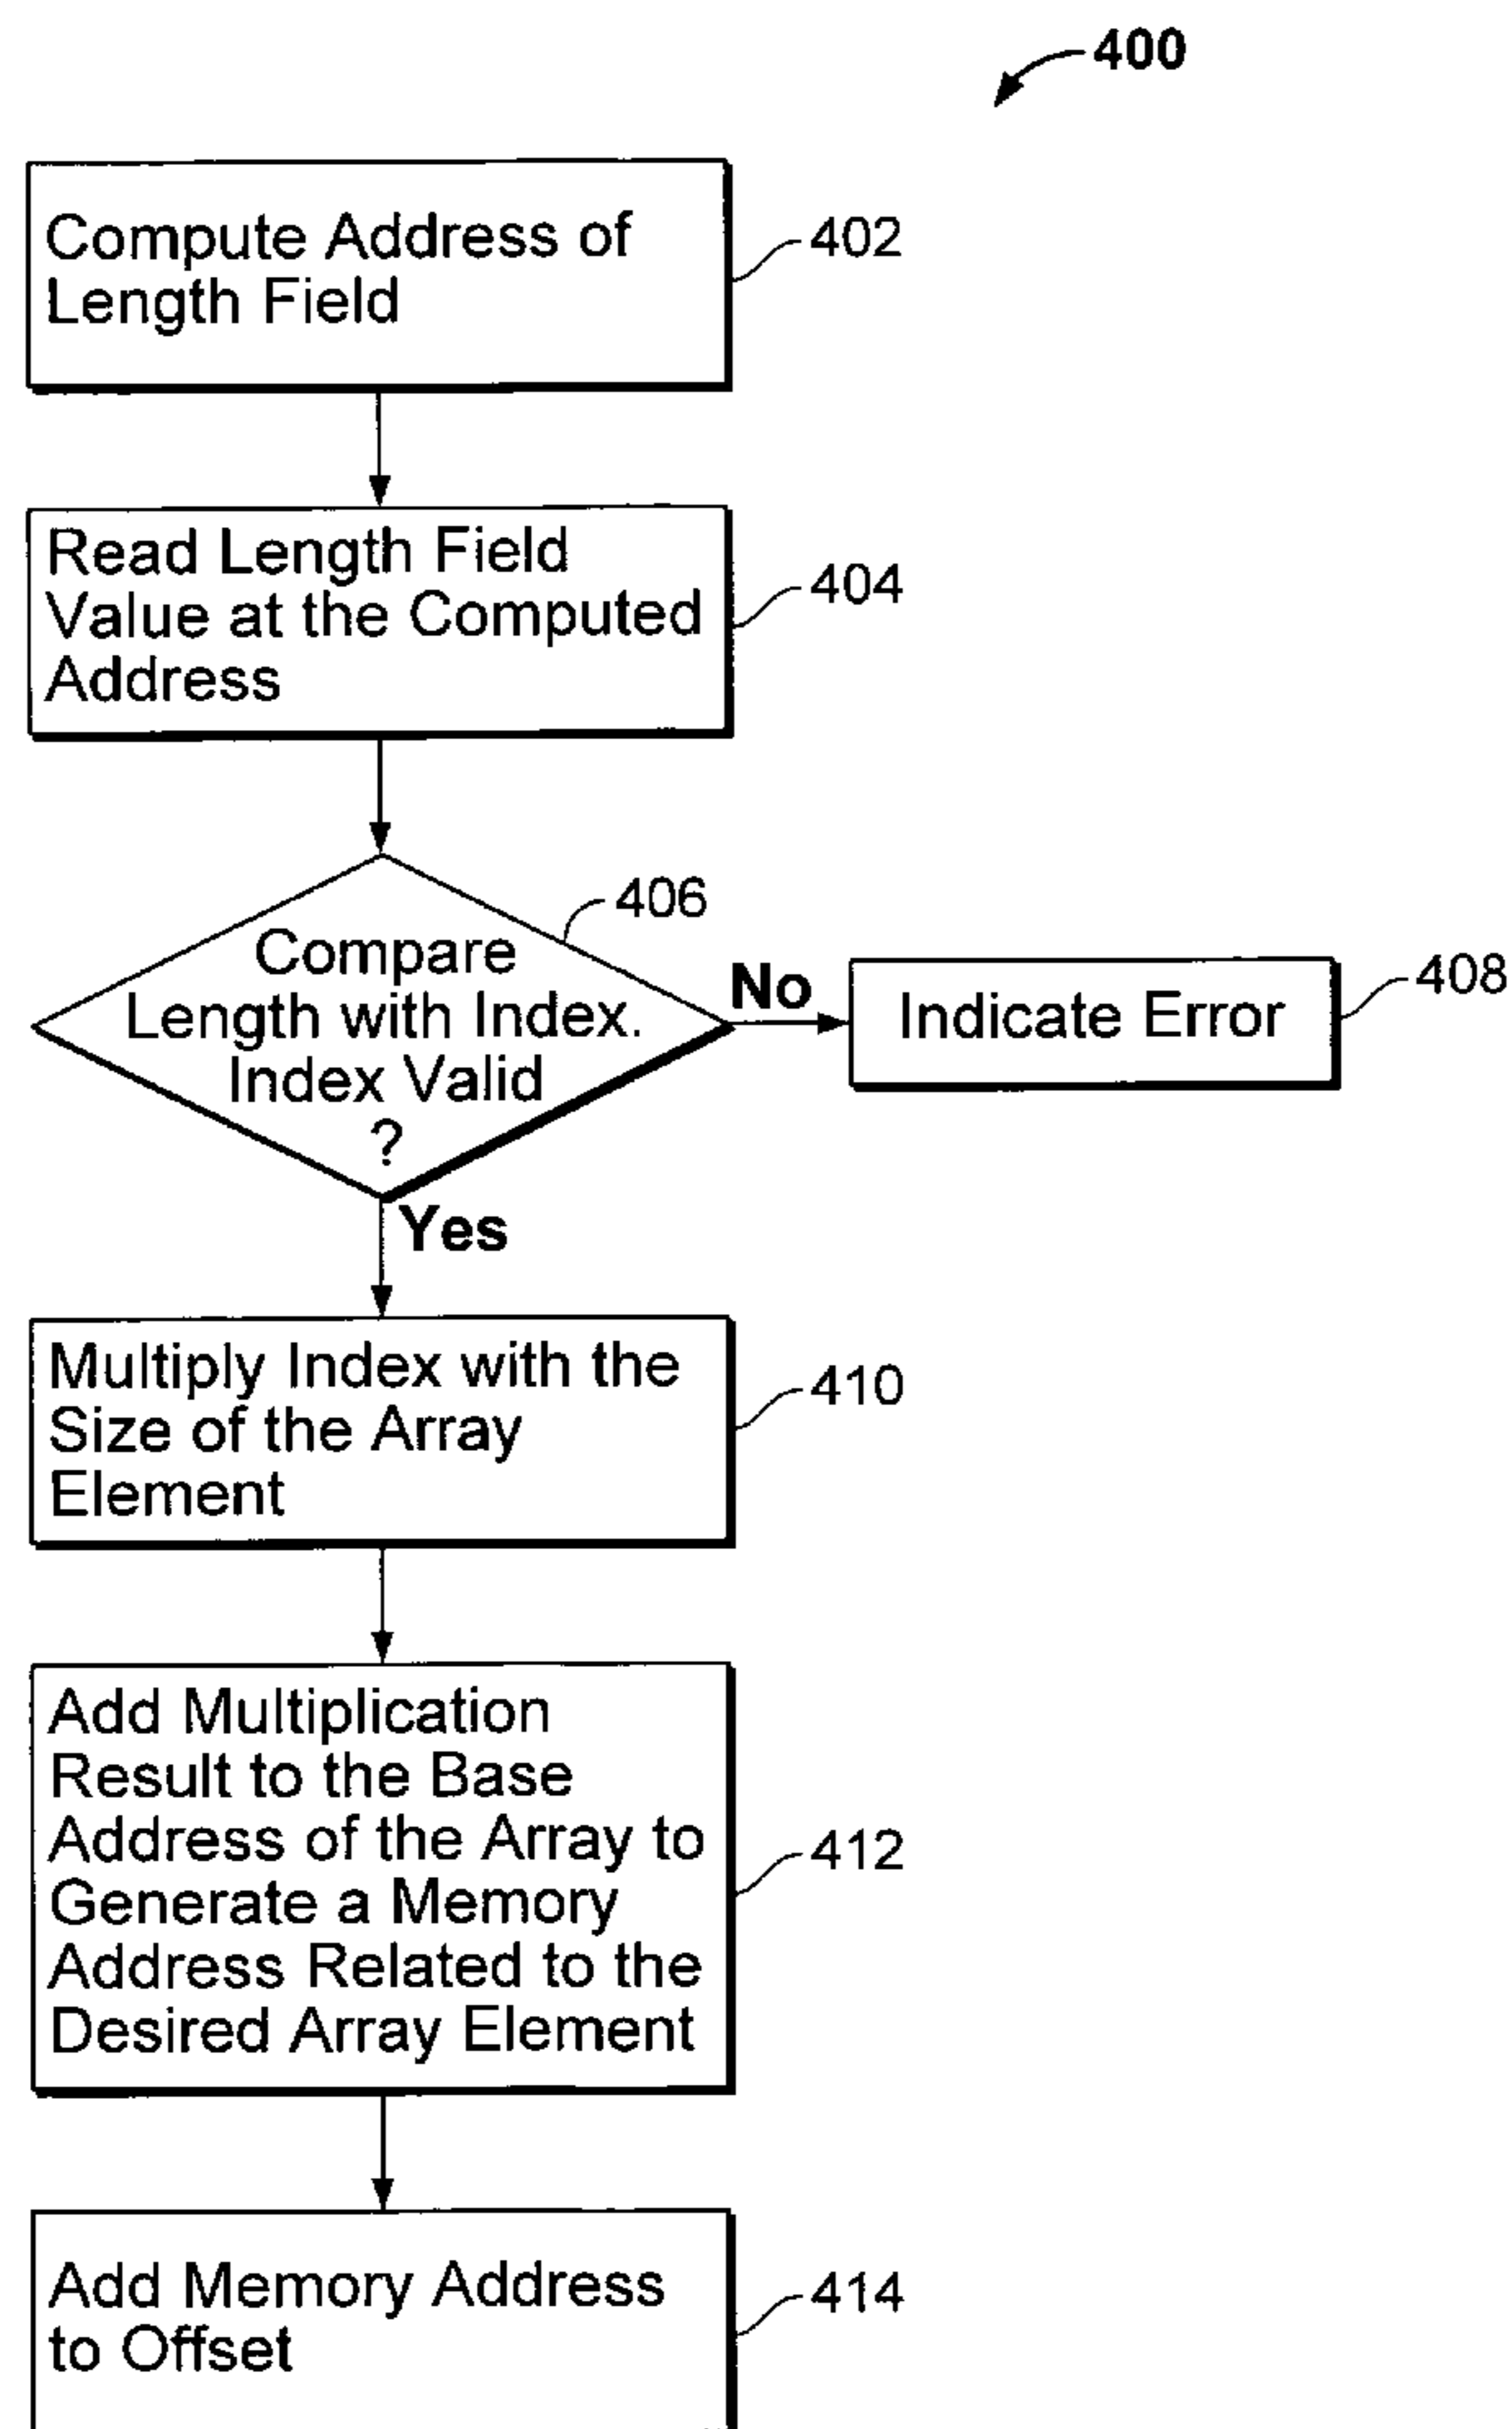 400
Compute Address of
Length Field
402
Read Length Field
Value at the Computed
Address
404
Compare
Length with Index.
Index Valid
?
406
No
Indicate Error
408
Yes
Multiply Index with the
Size of the Array
Element
410
Add Multiplication
Result to the Base
Address of the Array to
Generate a Memory
Address Related to the
Desired Array Element
412
Add Memory Address
to Offset
414